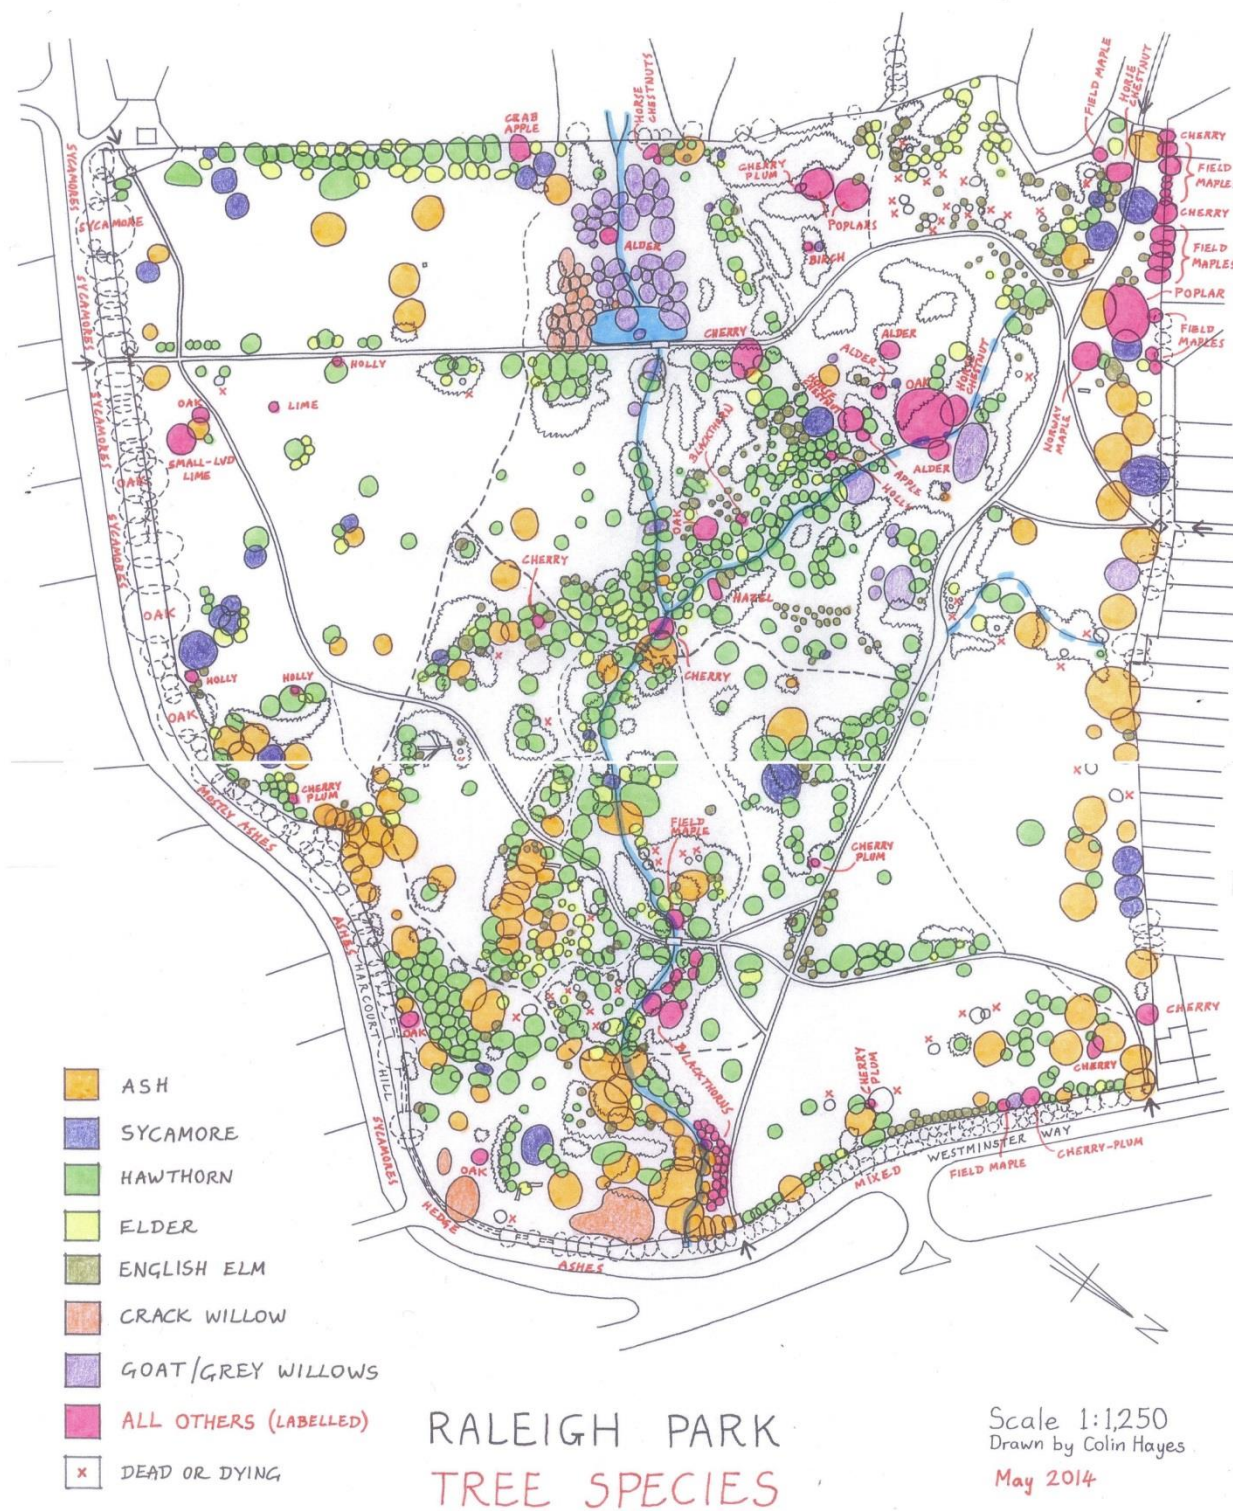 HORSE
CHESTNUTS
FIELD MAPLE
HORSE
CHESTNUT
CRAB
APPLE
CHERRY
FIELD
MAPLES
CHERRY
FIELD
MAPLES
POPLAR
FIELD
MAPLES
SYCAMORES
SYCAMORE
CHERRY
PLUM
POPLARS
ALDER
BIRCH
SYCAMORES
CHERRY
ALDER
ALDER
OAK
HORSE
CHESTNUT
HORSE
CHESTNUT
HOLLY
OAK
LIME
SMALL-LVD
LIME
SYCAMORES
OAK
BLACKTHORN
NORWAY
MAPLE
ALDER
APPLE
HOLLY
OAK
SYCAMORES
CHERRY
HAZEL
OAK
CHERRY
HOLLY
HOLLY
OAK
CHERRY
PLUM
MOSTLY ASHES
FIELD
MAPLE
CHERRY
PLUM
ASHES
HARCOURT HILL
OAK
CHERRY
BLACKTHORNS
CHERRY
PLUM
CHERRY
SYCAMORES
OAK
HEDGE
ASHES
MIXED
WESTMINSTER WAY
FIELD MAPLE
CHERRY-PLUM
ASH
SYCAMORE
HAWTHORN
ELDER
ENGLISH ELM
CRACK WILLOW
GOAT/GREY WILLOWS
ALL OTHERS (LABELLED)
x DEAD OR DYING
N
RALEIGH PARK
TREE SPECIES
Scale 1:1,250
Drawn by Colin Hayes
May 2014